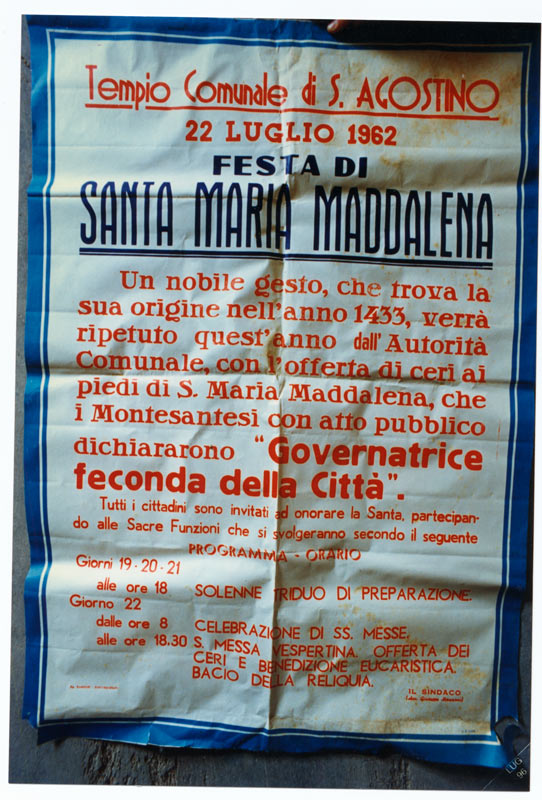 Tempio Comunale di S. AGOSTINO
22 LUGLIO 1962
FESTA DI
SANTA MARIA MADDALENA
Un nobile gesto, che trova la
sua origine nell'anno 1433, verrà
ripetuto quest'anno dall'Autorità
Comunale, con l'offerta di ceri ai
piedi di S. Maria Maddalena, che
i Montesantesi con atto pubblico
dichiararono "Governatrice
feconda della Città".
Tutti i cittadini sono invitati ad onorare la Santa, partecipan-
do alle Sacre Funzioni che si svolgeranno secondo il seguente
PROGRAMMA - ORARIO
Giorni 19 - 20 - 21
alle ore 18 SOLENNE TRIDUO DI PREPARAZIONE.
Giorno 22
dalle ore 8 CELEBRAZIONE DI SS. MESSE.
alle ore 18.30 S. MESSA VESPERTINA. OFFERTA DEI
CERI E BENEDIZIONE EUCARISTICA.
BACIO DELLA RELIQUIA.
IL SINDACO
LUG
96